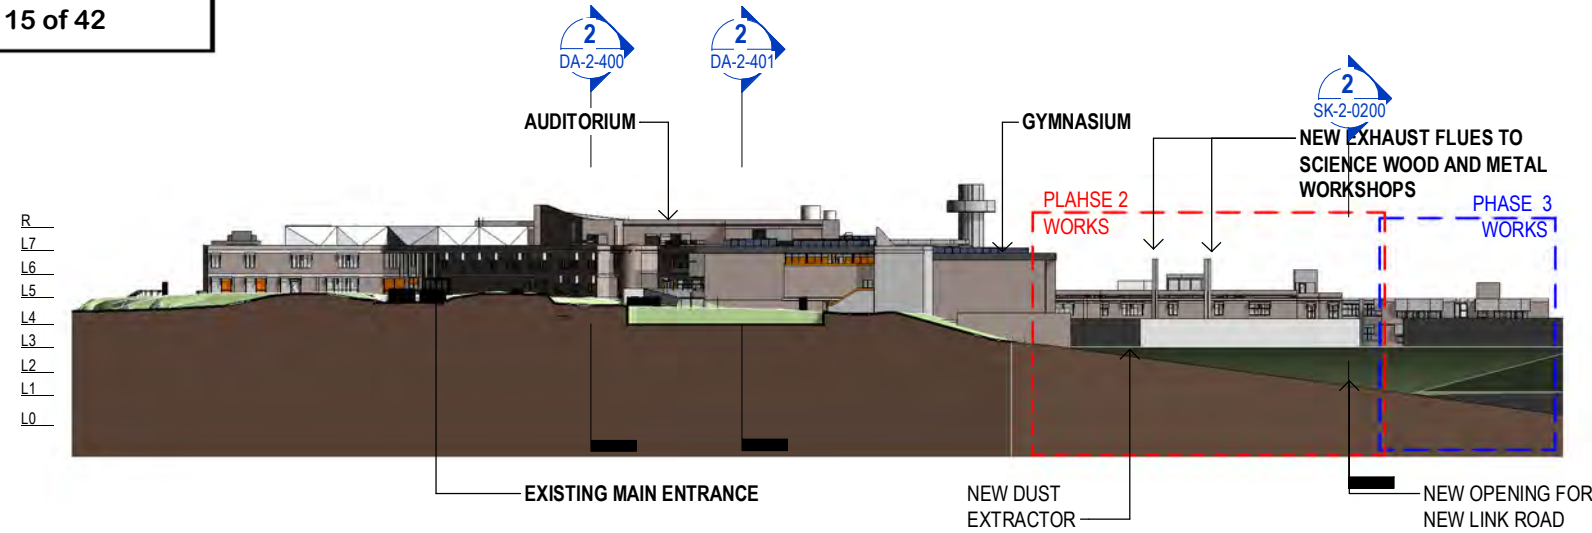 15 of 42
2
DA-2-400
2
DA-2-401
2
SK-2-0200
AUDITORIUM
GYMNASIUM
NEW EXHAUST FLUES TO
SCIENCE WOOD AND METAL
WORKSHOPS
PLAHSE 2
WORKS
PHASE 3
WORKS
R
L7
L6
L5
L4
L3
L2
L1
L0
EXISTING MAIN ENTRANCE
NEW DUST
EXTRACTOR
NEW OPENING FOR
NEW LINK ROAD